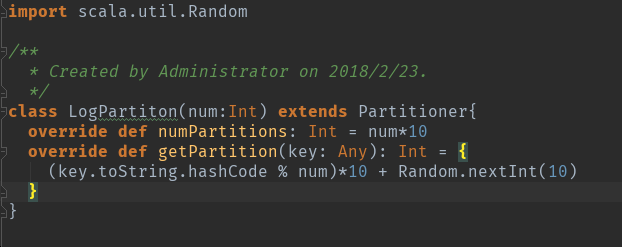 import scala.util.Random
/**
* Created by Administrator on 2018/2/23.
*/
class LogPartiton(num:Int) extends Partitioner{
override def numPartitions: Int = num*10
override def getPartition(key: Any): Int = {
(key.toString.hashCode % num)*10 + Random.nextInt(10)
}
}